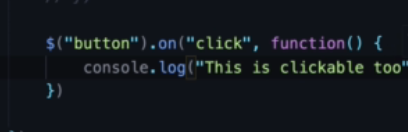 $("button").on("click", function() {
console.log("This is clickable too"
})